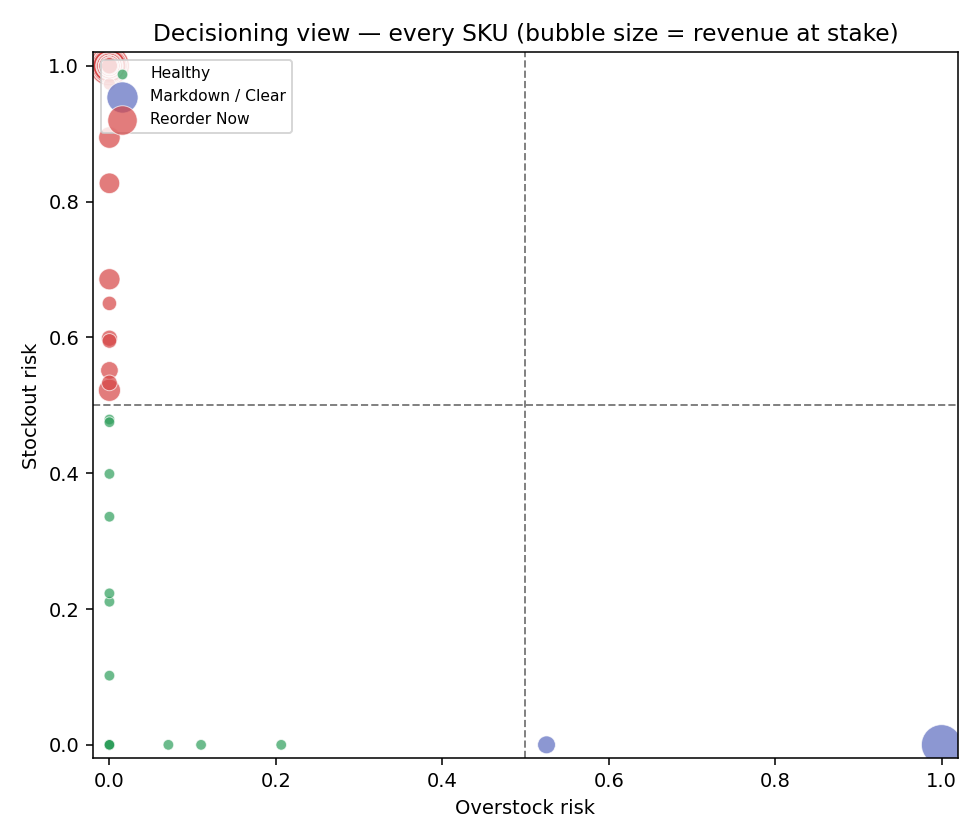 Decisioning view — every SKU (bubble size = revenue at stake)
Healthy
Markdown / Clear
Reorder Now
1.0
0.8
0.6
0.4
0.2
0.0
Stockout risk
0.0 0.2 0.4 0.6 0.8 1.0
Overstock risk